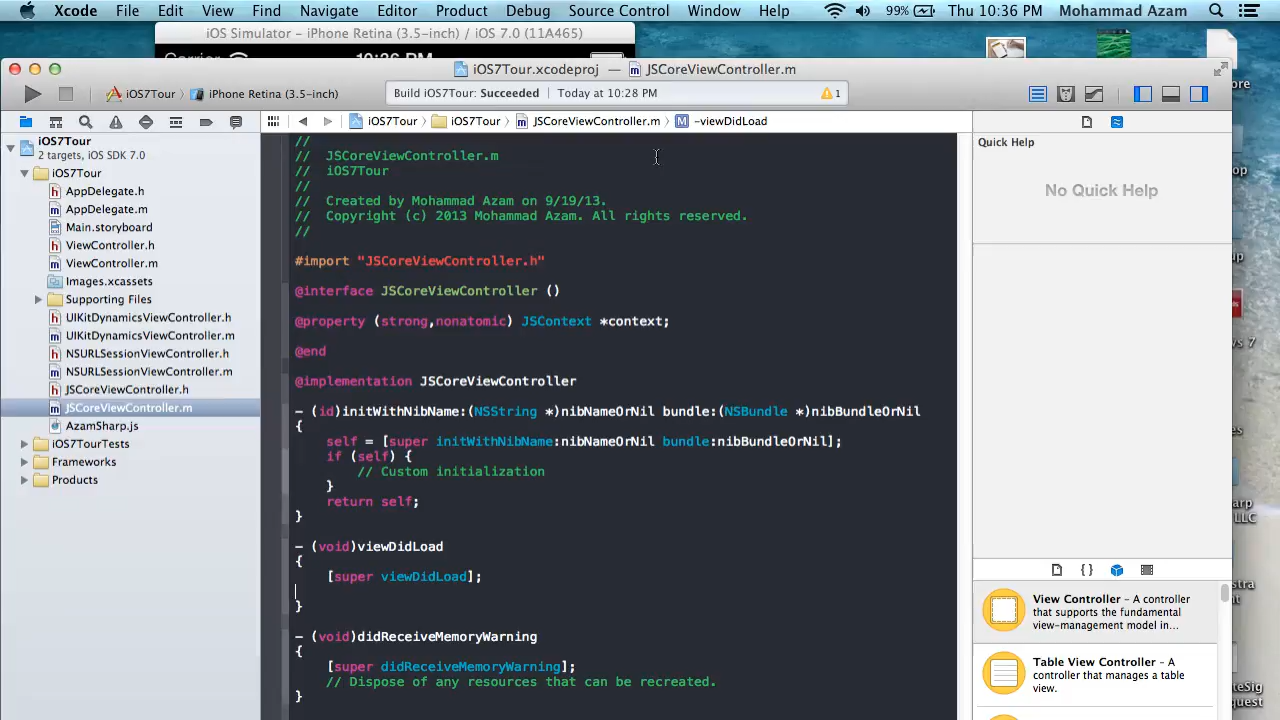 Xcode File Edit View Find Navigate Editor Product Debug Source Control Window Help 99% Thu 10:36 PM Mohammad Azam
iOS Simulator – iPhone Retina (3.5-inch) / iOS 7.0 (11A465)
iOS7Tour.xcodeproj — JSCoreViewController.m
iOS7Tour iPhone Retina (3.5-inch)
Build iOS7Tour: Succeeded | Today at 10:28 PM 1
iOS7Tour iOS7Tour JSCoreViewController.m -viewDidLoad
iOS7Tour
2 targets, iOS SDK 7.0
iOS7Tour
AppDelegate.h
AppDelegate.m
Main.storyboard
ViewController.h
ViewController.m
Images.xcassets
Supporting Files
UIKitDynamicsViewController.h
UIKitDynamicsViewController.m
NSURLSessionViewController.h
NSURLSessionViewController.m
JSCoreViewController.h
JSCoreViewController.m
AzamSharp.js
iOS7TourTests
Frameworks
Products
//
// JSCoreViewController.m
// iOS7Tour
//
// Created by Mohammad Azam on 9/19/13.
// Copyright (c) 2013 Mohammad Azam. All rights reserved.
//
#import "JSCoreViewController.h"
@interface JSCoreViewController ()
@property (strong,nonatomic) JSContext *context;
@end
@implementation JSCoreViewController
- (id)initWithNibName:(NSString *)nibNameOrNil bundle:(NSBundle *)nibBundleOrNil
{
self = [super initWithNibName:nibNameOrNil bundle:nibBundleOrNil];
if (self) {
// Custom initialization
}
return self;
}
- (void)viewDidLoad
{
[super viewDidLoad];
}
- (void)didReceiveMemoryWarning
{
[super didReceiveMemoryWarning];
// Dispose of any resources that can be recreated.
}
Quick Help
No Quick Help
{ }
View Controller – A controller
that supports the fundamental
view-management model in...
Table View Controller – A
controller that manages a table
view.